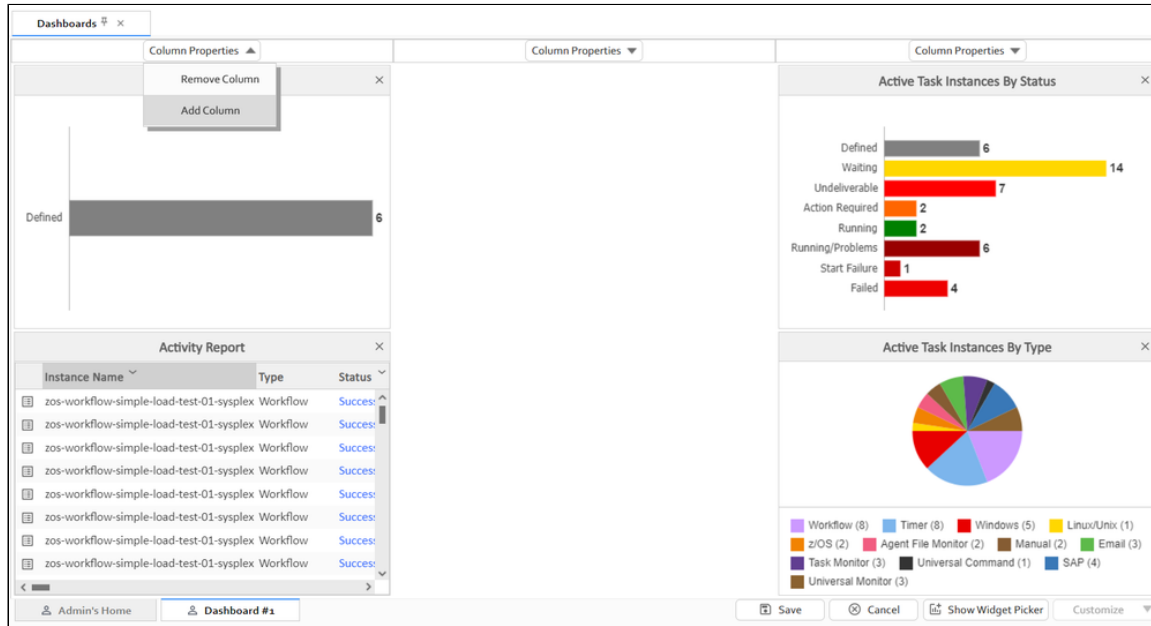 Dashboards
Column Properties
Column Properties
Column Properties
Remove Column
Add Column
Defined
6
Activity Report
Instance Name Type Status
zos-workflow-simple-load-test-01-sysplex Workflow Success
zos-workflow-simple-load-test-01-sysplex Workflow Success
zos-workflow-simple-load-test-01-sysplex Workflow Success
zos-workflow-simple-load-test-01-sysplex Workflow Success
zos-workflow-simple-load-test-01-sysplex Workflow Success
zos-workflow-simple-load-test-01-sysplex Workflow Success
zos-workflow-simple-load-test-01-sysplex Workflow Success
zos-workflow-simple-load-test-01-sysplex Workflow Success
Active Task Instances By Status
Defined 6
Waiting 14
Undeliverable 7
Action Required 2
Running 2
Running/Problems 6
Start Failure 1
Failed 4
Active Task Instances By Type
Workflow (8) Timer (8) Windows (5) Linux/Unix (1)
z/OS (2) Agent File Monitor (2) Manual (2) Email (3)
Task Monitor (3) Universal Command (1) SAP (4)
Universal Monitor (3)
Admin's Home
Dashboard #1
Save
Cancel
Show Widget Picker
Customize